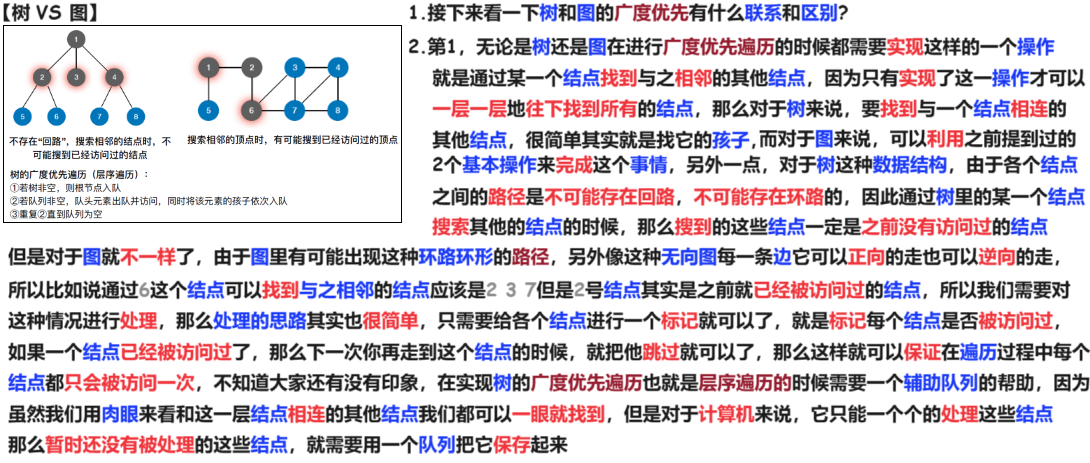 【树 VS 图】
1
2
3
4
5
6
7
8
不存在“回路”，搜索相邻的结点时，不
可能搜到已经访问过的结点
1
2
3
4
5
6
7
8
搜索相邻的顶点时，有可能搜到已经访问过的顶点
树的广度优先遍历（层序遍历）：
①若树非空，则根节点入队
②若队列非空，队头元素出队并访问，同时将该元素的孩子依次入队
③重复②直到队列为空
1.接下来看一下树和图的广度优先有什么联系和区别?
2.第1，无论是树还是图在进行广度优先遍历的时候都需要实现这样的一个操作
就是通过某一个结点找到与之相邻的其他结点，因为只有实现了这一操作才可以
一层一层地往下找到所有的结点，那么对于树来说，要找到与一个结点相连的
其他结点，很简单其实就是找它的孩子,而对于图来说，可以利用之前提到过的
2个基本操作来完成这个事情，另外一点，对于树这种数据结构，由于各个结点
之间的路径是不可能存在回路，不可能存在环路的，因此通过树里的某一个结点
搜索其他的结点的时候，那么搜到的这些结点一定是之前没有访问过的结点
但是对于图就不一样了，由于图里有可能出现这种环路环形的路径，另外像这种无向图每一条边它可以正向的走也可以逆向的走，
所以比如说通过6这个结点可以找到与之相邻的结点应该是2 3 7但是2号结点其实是之前就已经被访问过的结点，所以我们需要对
这种情况进行处理，那么处理的思路其实也很简单，只需要给各个结点进行一个标记就可以了，就是标记每个结点是否被访问过，
如果一个结点已经被访问过了，那么下一次你再走到这个结点的时候，就把他跳过就可以了，那么这样就可以保证在遍历过程中每个
结点都只会被访问一次，不知道大家还有没有印象，在实现树的广度优先遍历也就是层序遍历的时候需要一个辅助队列的帮助，因为
虽然我们用肉眼来看和这一层结点相连的其他结点我们都可以一眼就找到，但是对于计算机来说，它只能一个个的处理这些结点
那么暂时还没有被处理的这些结点，就需要用一个队列把它保存起来